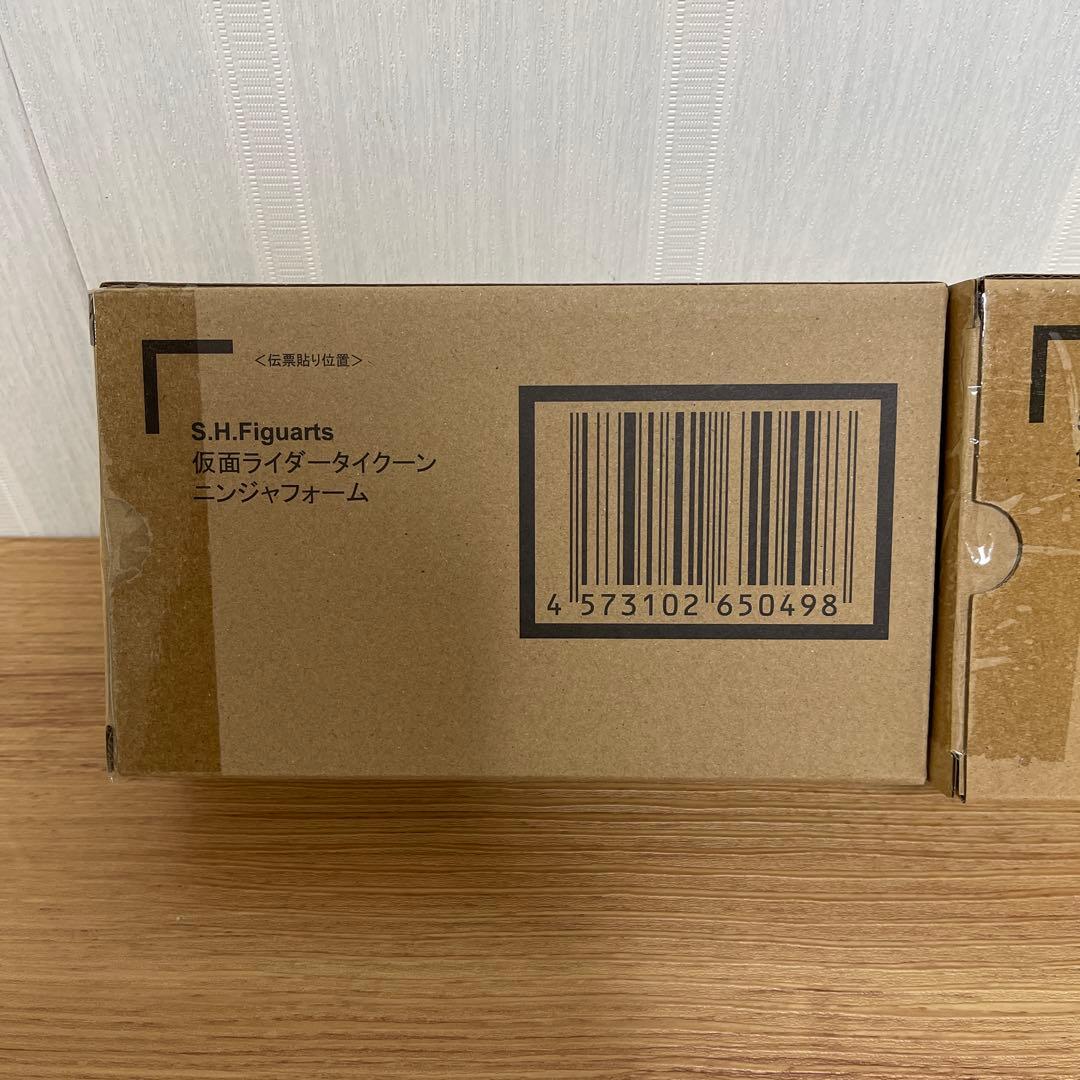 ＜伝票貼り位置＞
S.H.Figuarts
仮面ライダータイクーン
ニンジャフォーム
4 573102 650498